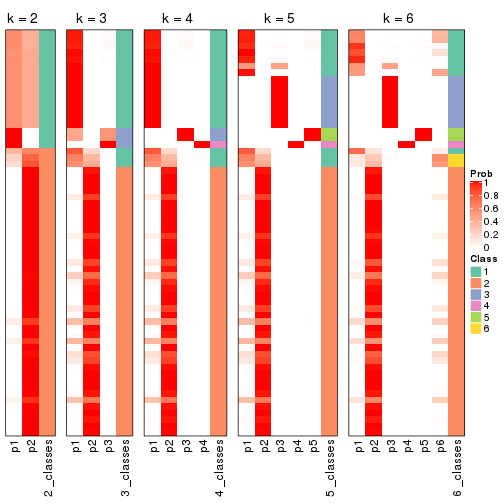 k = 2
k = 3
k = 4
k = 5
k = 6
p1
p2
2_classes
p1
p2
p3
3_classes
p1
p2
p3
p4
4_classes
p1
p2
p3
p4
p5
5_classes
p1
p2
p3
p4
p5
p6
6_classes
Prob
1
0.8
0.6
0.4
0.2
0
Class
1
2
3
4
5
6